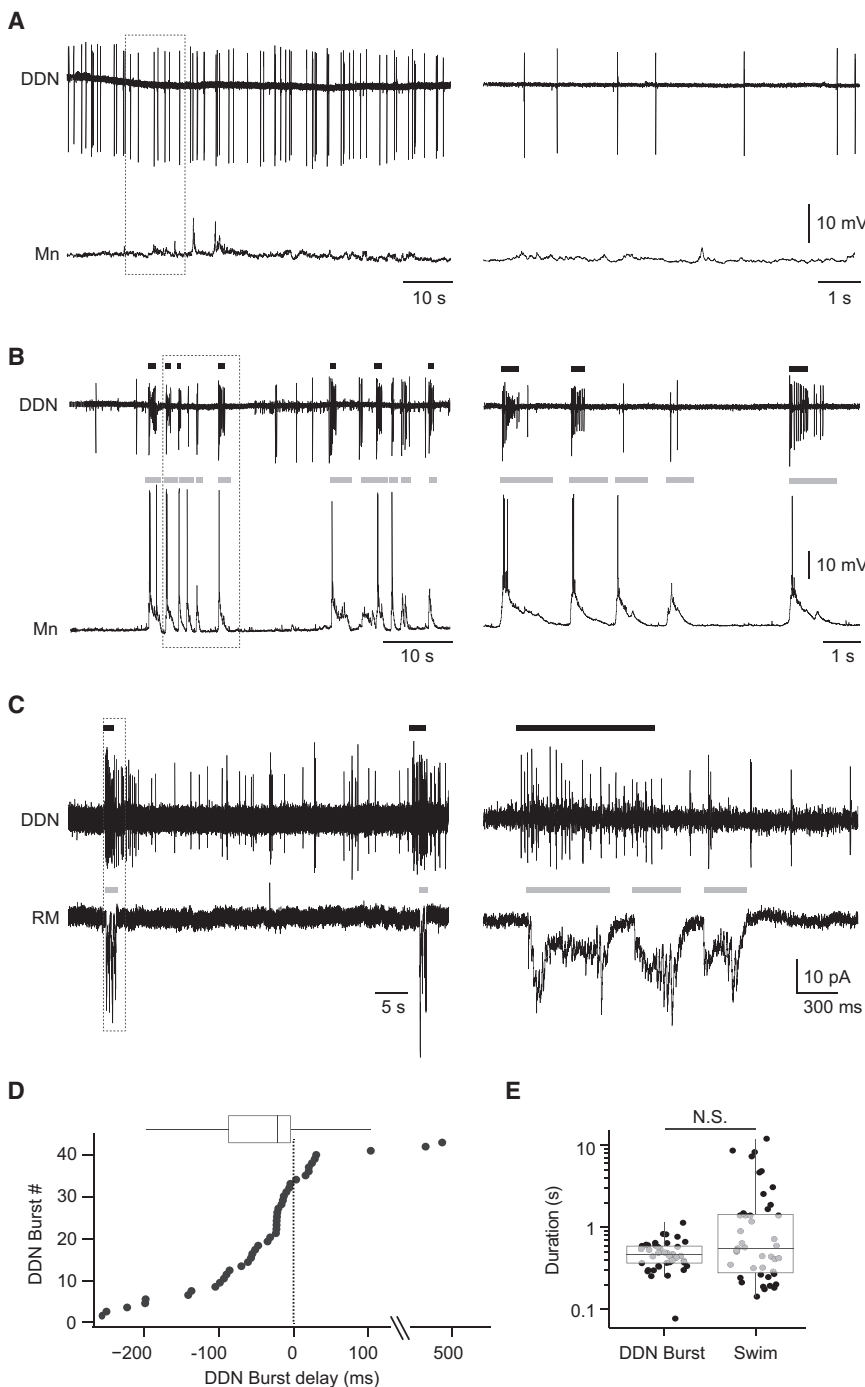 A
DDN
10 mV
Mn
10 s
1 s
B
DDN
10 mV
Mn
10 s
1 s
C
DDN
RM
10 pA
5 s
300 ms
D
E
N.S.
40
30
20
10
0
DDN Burst #
−200
-100
0
100
500
DDN Burst delay (ms)
10
1
0.1
Duration (s)
DDN Burst
Swim